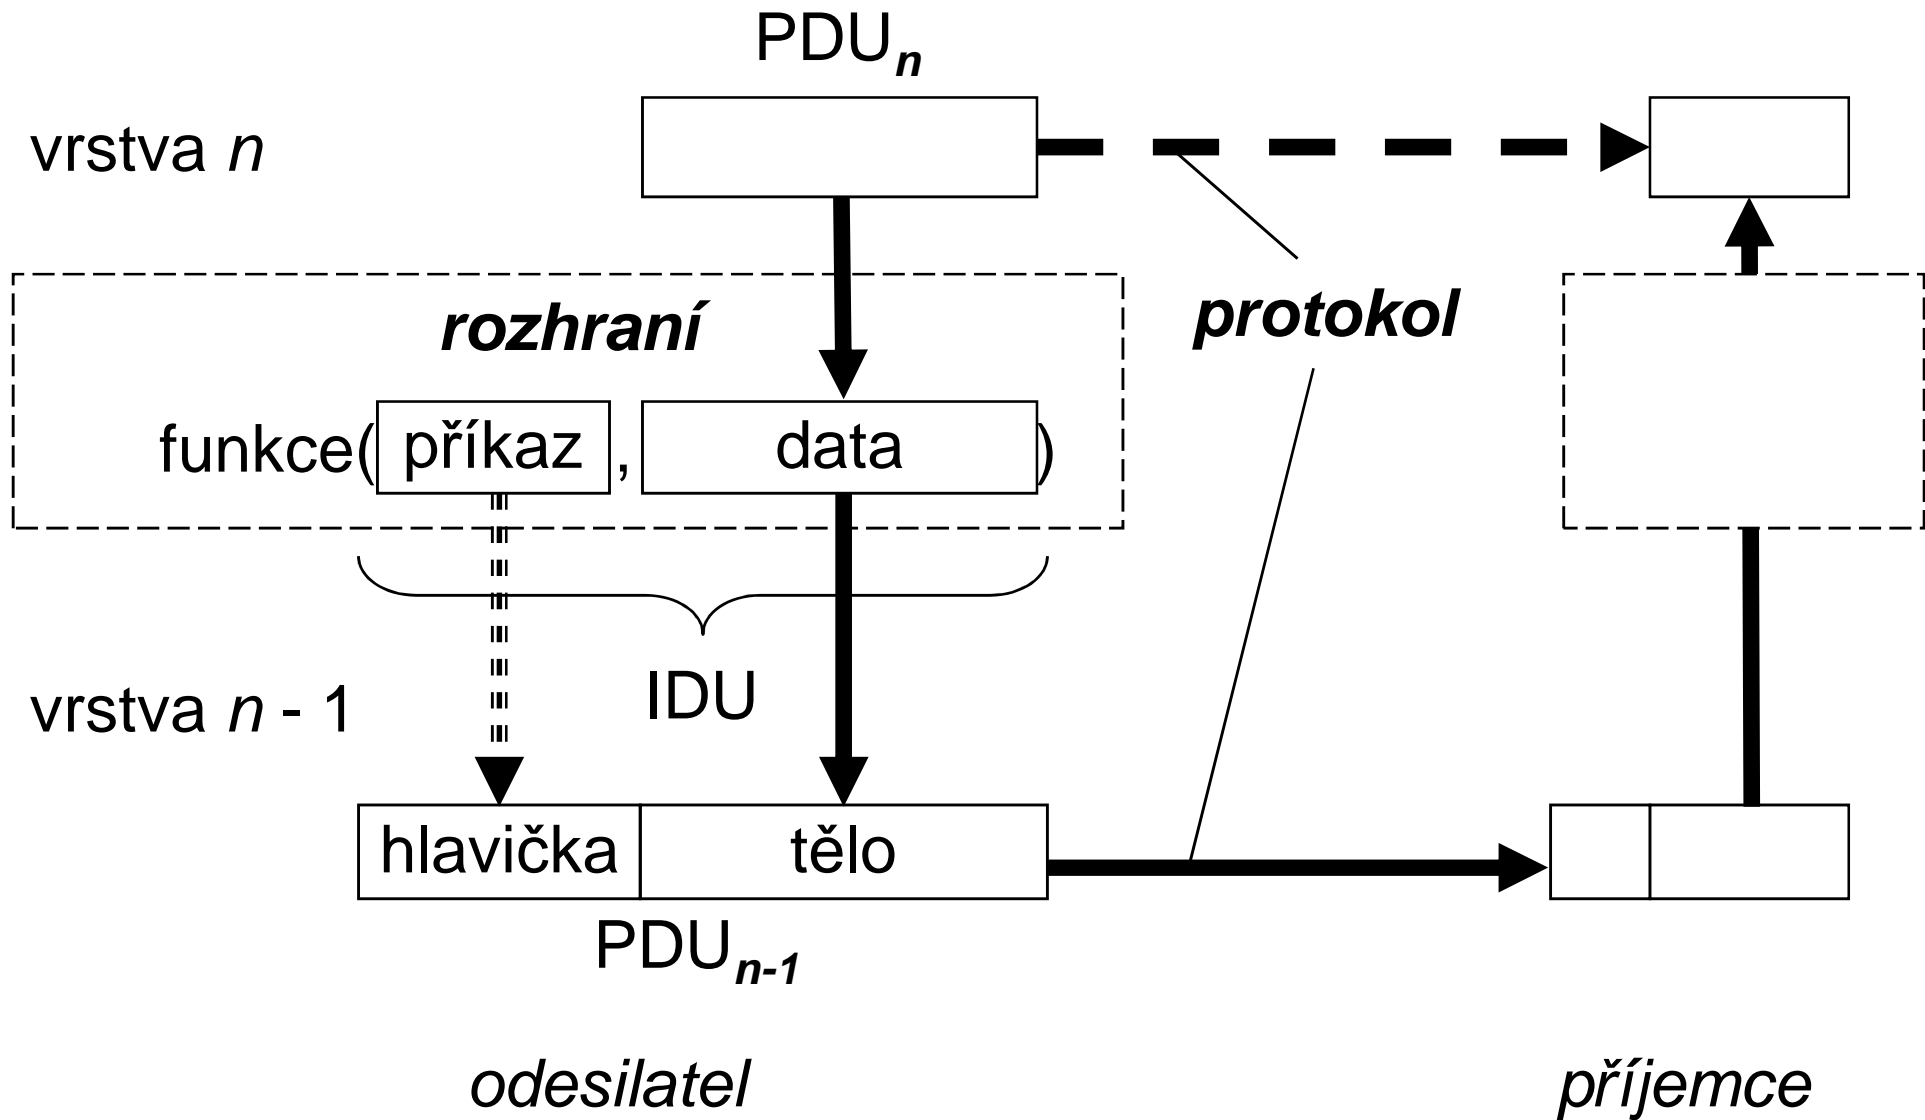 PDUn
vrstva n
rozhraní
protokol
funkce( příkaz , data )
IDU
vrstva n - 1
hlavička tělo
PDUn-1
odesilatel příjemce